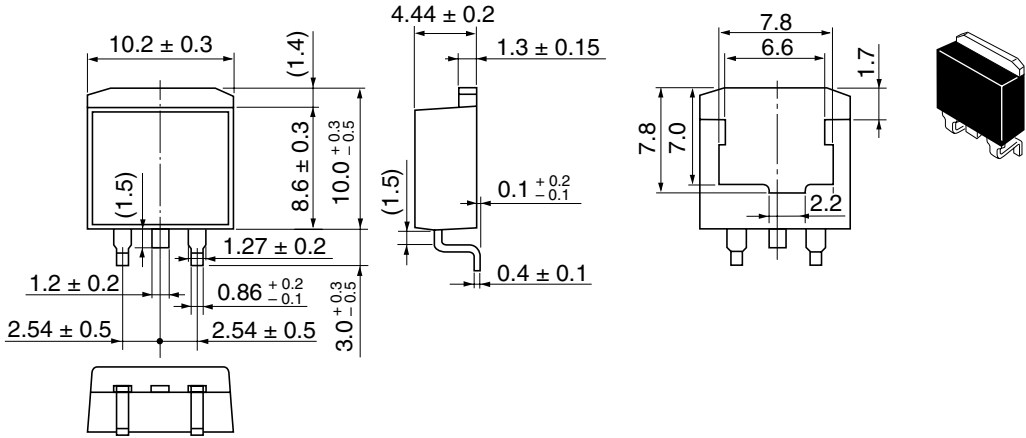 4.44 ± 0.2
10.2 ± 0.3
(1.4)
1.3 ± 0.15
7.8
6.6
1.7
8.6 ± 0.3
10.0 + 0.3 − 0.5
(1.5)
(1.5)
0.1 + 0.2 − 0.1
7.8
7.0
2.2
1.27 ± 0.2
1.2 ± 0.2
0.86 + 0.2 − 0.1
3.0 + 0.3 − 0.5
0.4 ± 0.1
2.54 ± 0.5
2.54 ± 0.5